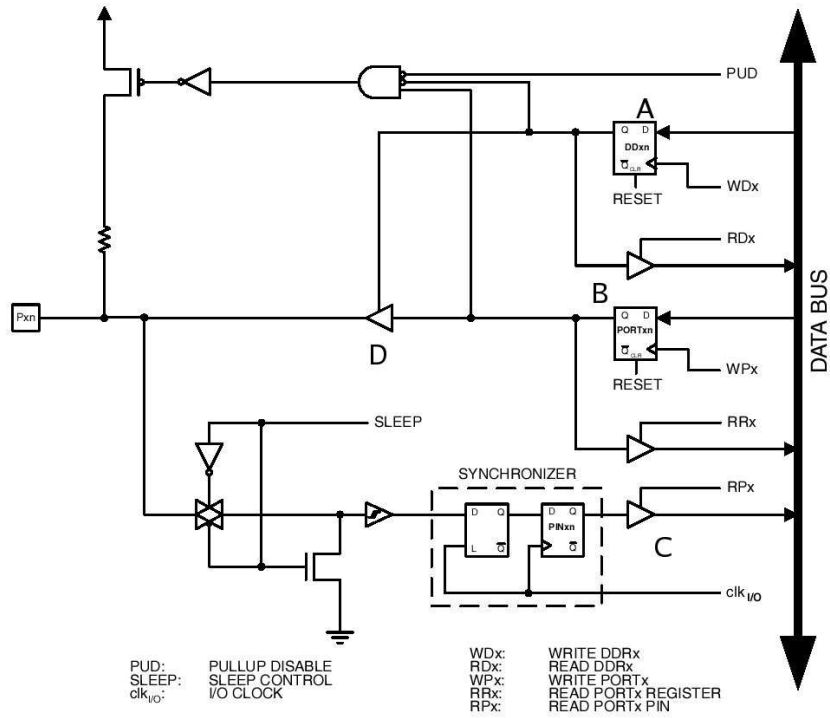 PUD
A
Q D
DDxn
Q CLR
WDx
RESET
RDx
B
Pxn
Q D
PORTxn
Q CLR
D
WPx
RESET
DATA BUS
SLEEP
RRx
SYNCHRONIZER
RPx
D Q
D Q
PINxn
L Q
Q
C
clk I/O
PUD: PULLUP DISABLE
SLEEP: SLEEP CONTROL
clk I/O: I/O CLOCK
WDx: WRITE DDRx
RDx: READ DDRx
WPx: WRITE PORTx
RRx: READ PORTx REGISTER
RPx: READ PORTx PIN